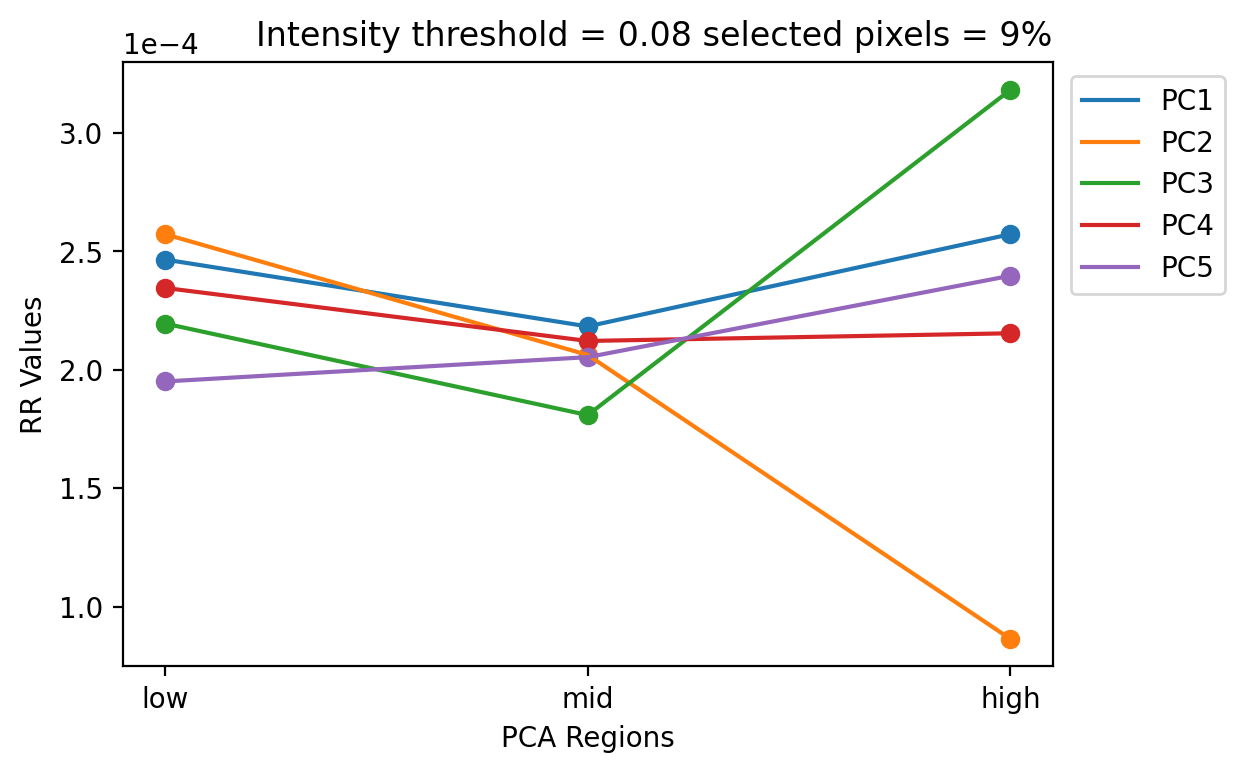 Intensity threshold = 0.08 selected pixels = 9%
1e−4
3.0
2.5
2.0
1.5
1.0
RR Values
low
mid
high
PCA Regions
PC1
PC2
PC3
PC4
PC5